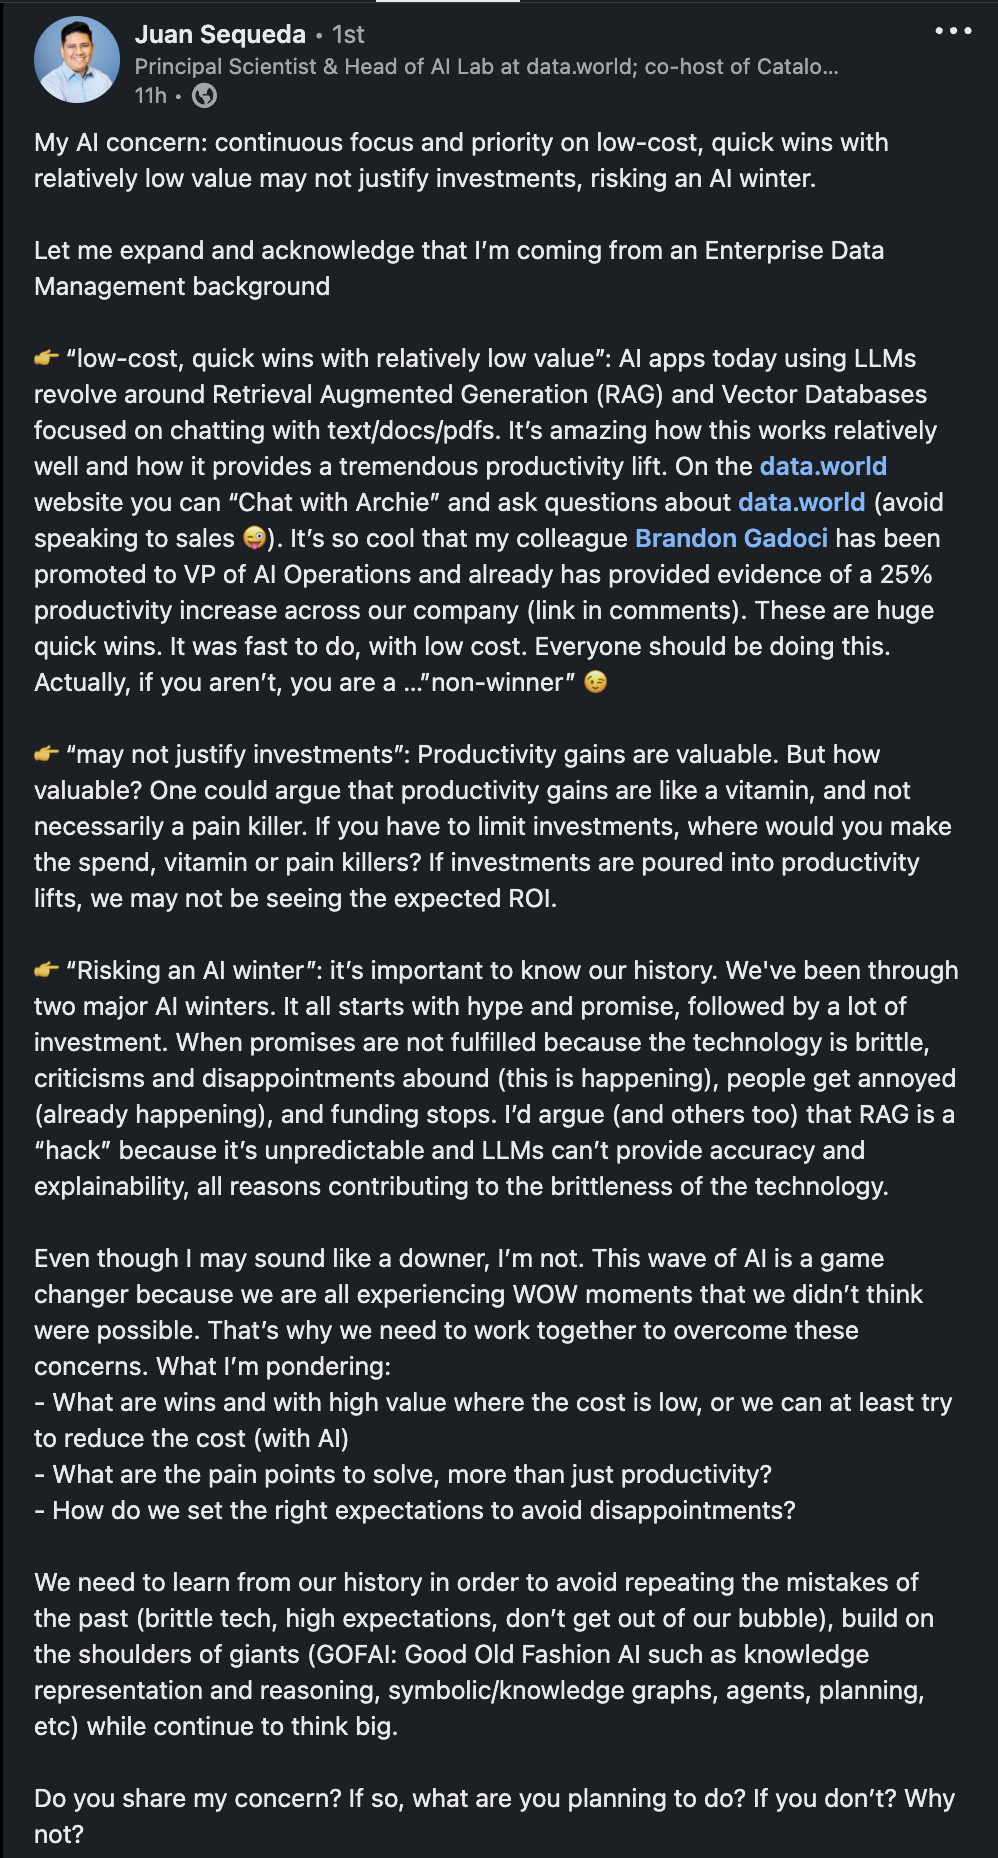 Juan Sequeda • 1st
Principal Scientist & Head of AI Lab at data.world; co-host of Catalo...
11h •
My AI concern: continuous focus and priority on low-cost, quick wins with
relatively low value may not justify investments, risking an AI winter.
Let me expand and acknowledge that I’m coming from an Enterprise Data
Management background
👉 “low-cost, quick wins with relatively low value”: AI apps today using LLMs
revolve around Retrieval Augmented Generation (RAG) and Vector Databases
focused on chatting with text/docs/pdfs. It’s amazing how this works relatively
well and how it provides a tremendous productivity lift. On the data.world
website you can “Chat with Archie” and ask questions about data.world (avoid
speaking to sales 😜). It’s so cool that my colleague Brandon Gadoci has been
promoted to VP of AI Operations and already has provided evidence of a 25%
productivity increase across our company (link in comments). These are huge
quick wins. It was fast to do, with low cost. Everyone should be doing this.
Actually, if you aren’t, you are a …”non-winner” 😉
👉 “may not justify investments”: Productivity gains are valuable. But how
valuable? One could argue that productivity gains are like a vitamin, and not
necessarily a pain killer. If you have to limit investments, where would you make
the spend, vitamin or pain killers? If investments are poured into productivity
lifts, we may not be seeing the expected ROI.
👉 “Risking an AI winter”: it’s important to know our history. We've been through
two major AI winters. It all starts with hype and promise, followed by a lot of
investment. When promises are not fulfilled because the technology is brittle,
criticisms and disappointments abound (this is happening), people get annoyed
(already happening), and funding stops. I’d argue (and others too) that RAG is a
“hack” because it’s unpredictable and LLMs can’t provide accuracy and
explainability, all reasons contributing to the brittleness of the technology.
Even though I may sound like a downer, I’m not. This wave of AI is a game
changer because we are all experiencing WOW moments that we didn’t think
were possible. That’s why we need to work together to overcome these
concerns. What I’m pondering:
- What are wins and with high value where the cost is low, or we can at least try
to reduce the cost (with AI)
- What are the pain points to solve, more than just productivity?
- How do we set the right expectations to avoid disappointments?
We need to learn from our history in order to avoid repeating the mistakes of
the past (brittle tech, high expectations, don’t get out of our bubble), build on
the shoulders of giants (GOFAI: Good Old Fashion AI such as knowledge
representation and reasoning, symbolic/knowledge graphs, agents, planning,
etc) while continue to think big.
Do you share my concern? If so, what are you planning to do? If you don’t? Why
not?